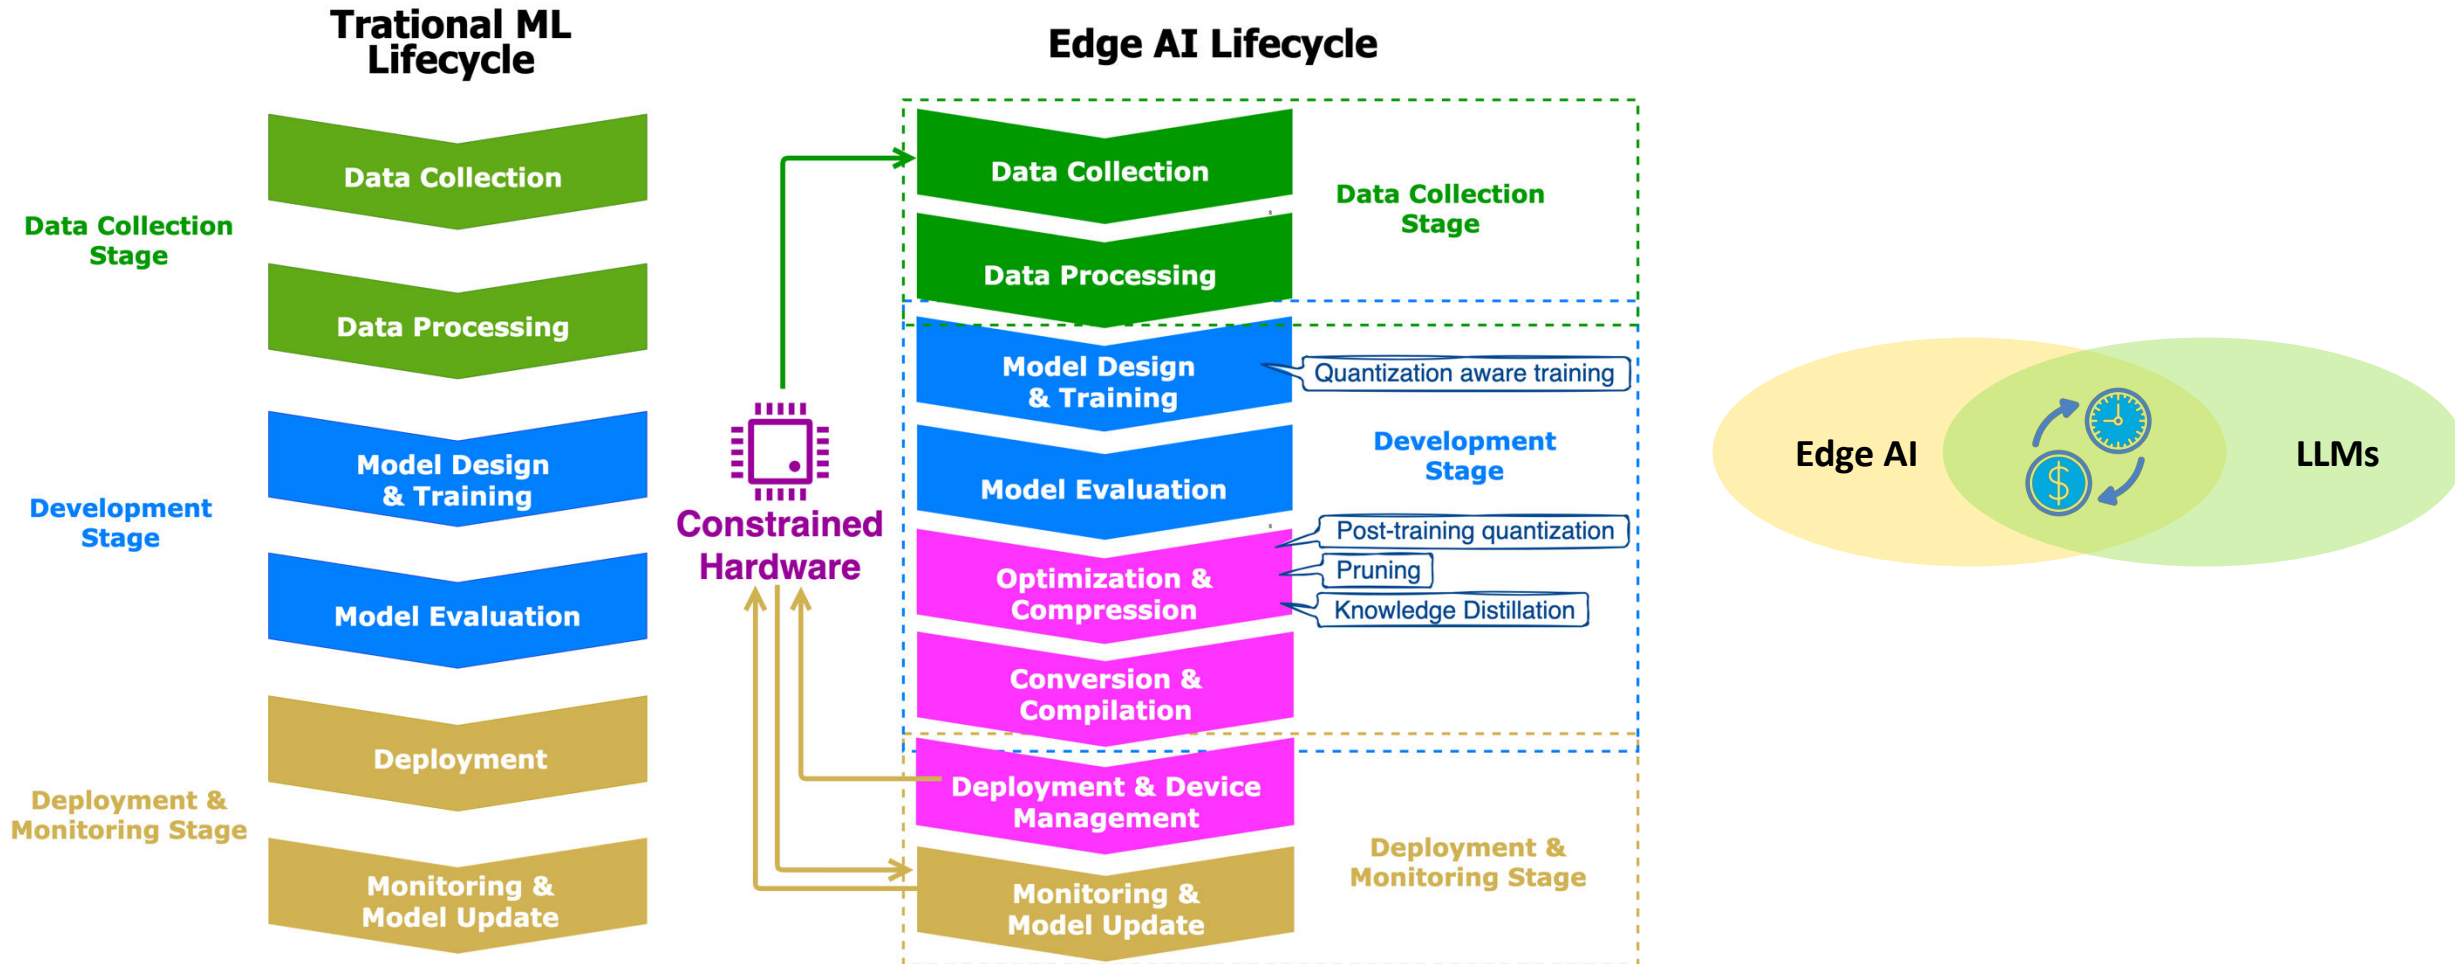 Trational ML
Lifecycle
Data Collection
Stage
Data Collection
Data Processing
Development
Stage
Model Design
& Training
Model Evaluation
Deployment &
Monitoring Stage
Deployment
Monitoring &
Model Update
Constrained
Hardware
Edge AI Lifecycle
Data Collection
Data Processing
Data Collection
Stage
Model Design
& Training
Quantization aware training
Development
Stage
Model Evaluation
Optimization &
Compression
Post-training quantization
Pruning
Knowledge Distillation
Conversion &
Compilation
Deployment & Device
Management
Deployment &
Monitoring Stage
Monitoring &
Model Update
Edge AI
$
LLMs